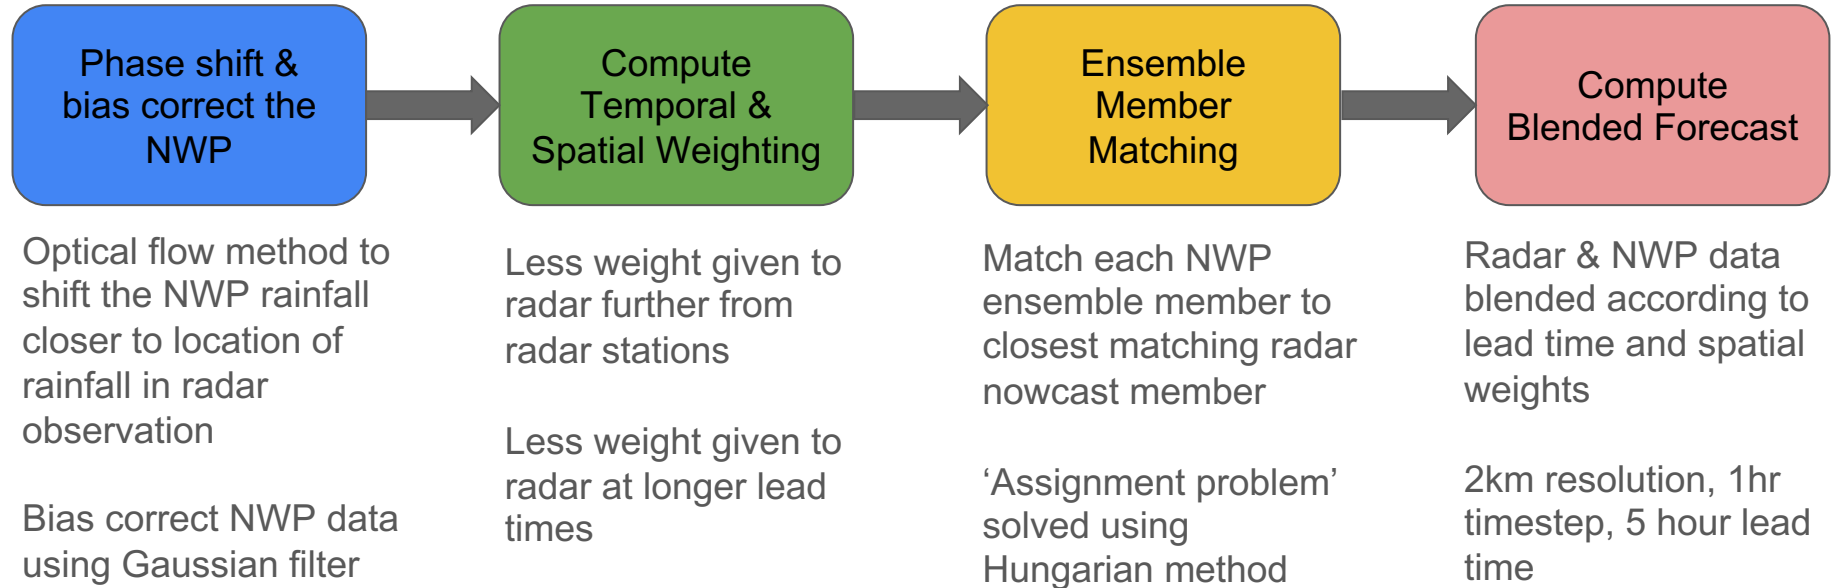 Phase shift &
bias correct the
NWP
Compute
Temporal &
Spatial Weighting
Ensemble
Member
Matching
Compute
Blended Forecast
Optical flow method to
shift the NWP rainfall
closer to location of
rainfall in radar
observation
Bias correct NWP data
using Gaussian filter
Less weight given to
radar further from
radar stations
Less weight given to
radar at longer lead
times
Match each NWP
ensemble member to
closest matching radar
nowcast member
‘Assignment problem’
solved using
Hungarian method
Radar & NWP data
blended according to
lead time and spatial
weights
2km resolution, 1hr
timestep, 5 hour lead
time